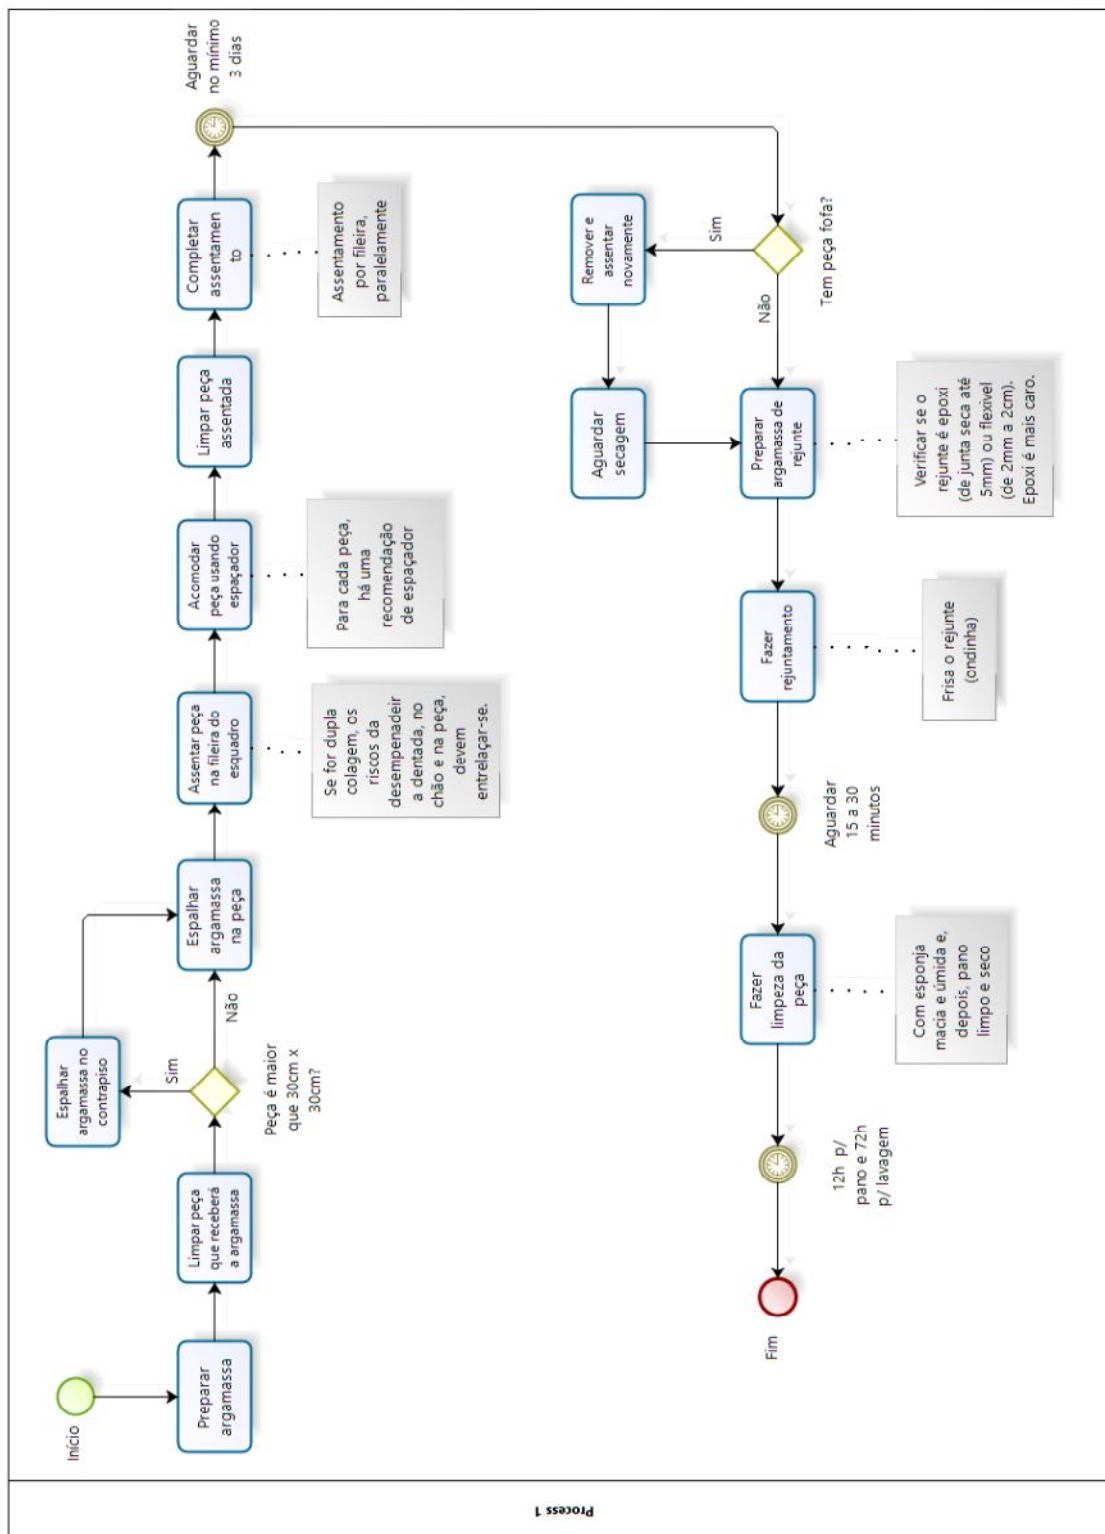 Process 1
Início
Preparar
argamassa
Limpar peça
que receberá
a argamassa
Peça é maior
que 30cm x
30cm?
Sim
Não
Espalhar
argamassa no
contrapiso
Espalhar
argamassa
na peça
Assentar peça
na fileira do
esquadro
Se for dupla
colagem, os
riscos da
desempenadeir
a dentada, no
chão e na peça,
devem
entrelaçar-se.
Acomodar
peça usando
espaçador
Para cada peça,
há uma
recomendação
de espaçador
Limpar peça
assentada
Completar
assentamen
to
Assentamento
por fileira,
paralelamente
Aguardar
no mínimo
3 dias
Tem peça fofa?
Sim
Não
Remover e
assentar
novamente
Aguardar
secagem
Preparar
argamassa de
rejunte
Verificar se o
rejunte é epoxi
(de junta seca até
5mm) ou flexivel
(de 2mm a 2cm).
Epoxi é mais caro.
Fazer
rejuntamento
Frisa o rejunte
(ondinha)
Aguardar
15 a 30
minutos
Fazer
limpeza da
peça
Com esponja
macia e úmida e,
depois, pano
limpo e seco
12h p/
pano e 72h
p/ lavagem
Fim